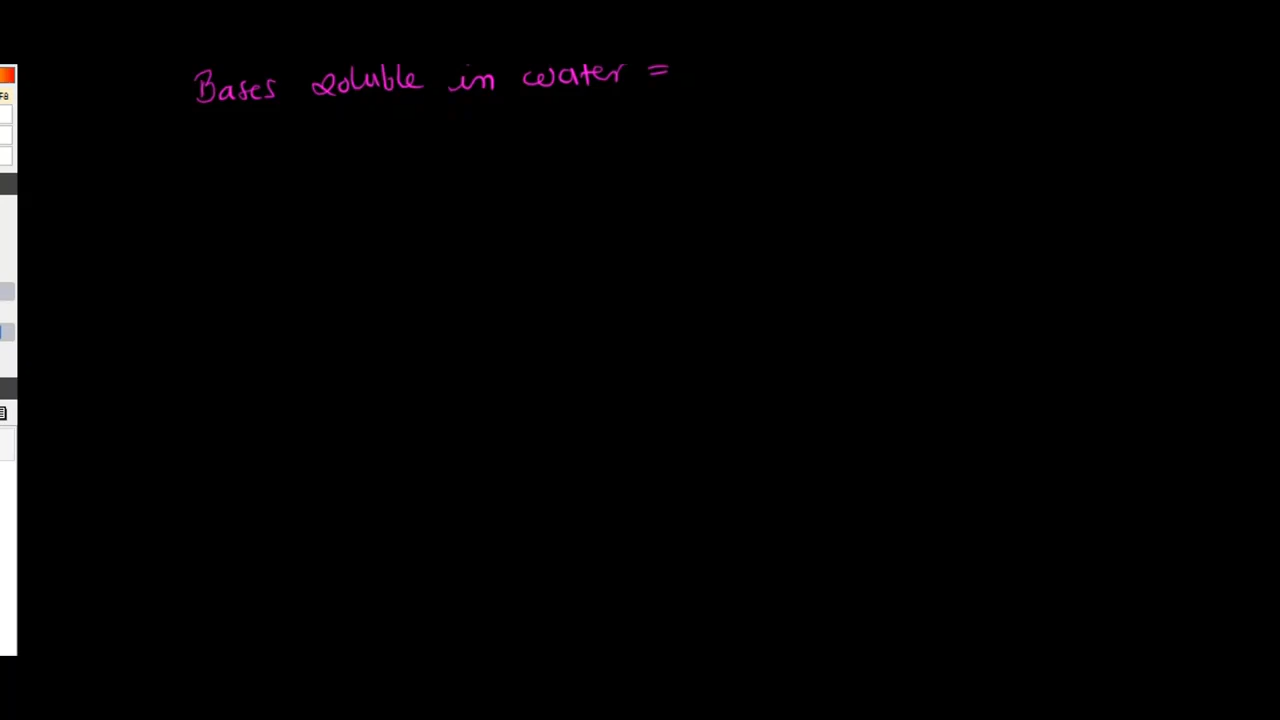 Bases soluble in water =